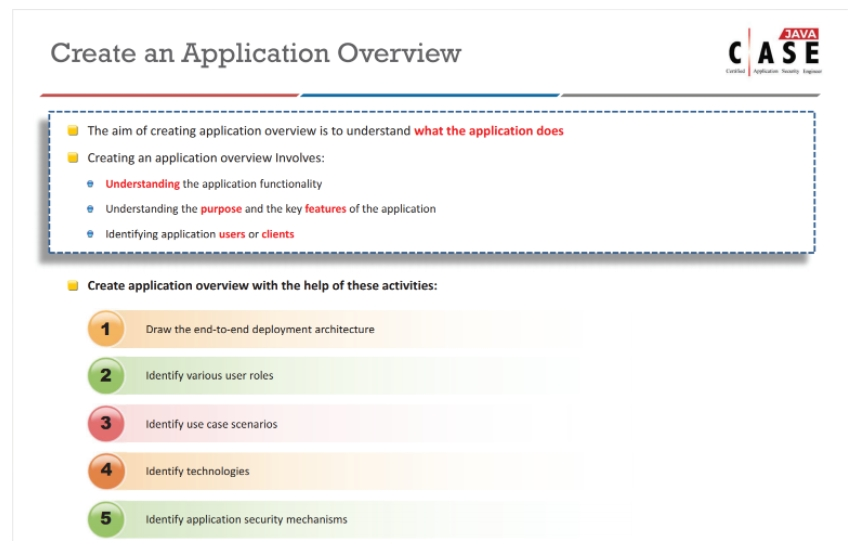 Create an Application Overview
JAVA
CASE
Certified Application Security Engineer
The aim of creating application overview is to understand what the application does
Creating an application overview Involves:
Understanding the application functionality
Understanding the purpose and the key features of the application
Identifying application users or clients
Create application overview with the help of these activities:
1 Draw the end-to-end deployment architecture
2 Identify various user roles
3 Identify use case scenarios
4 Identify technologies
5 Identify application security mechanisms